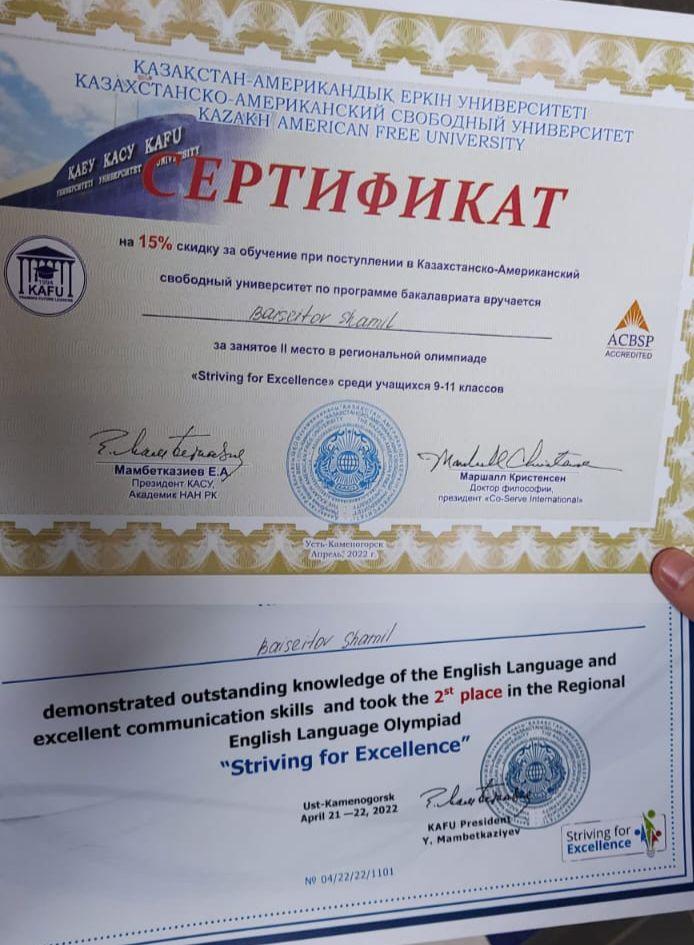 ҚАЗАҚСТАН-АМЕРИКАНДЫҚ ЕРКІН УНИВЕРСИТЕТІ
КАЗАХСТАНСКО-АМЕРИКАНСКИЙ СВОБОДНЫЙ УНИВЕРСИТЕТ
KAZAKH AMERICAN FREE UNIVERSITY
ҚАЕУ КАСУ KAFU
УНИВЕРСИТЕТІ УНИВЕРСИТЕТ UNIVERSITY
СЕРТИФИКАТ
на 15% скидку за обучение при поступлении в Казахстанско-Американский
свободный университет по программе бакалавриата вручается
Baiseitov Shamil
KAFU
ACBSP
ACCREDITED
за занятое II место в региональной олимпиаде
«Striving for Excellence» среди учащихся 9-11 классов
Мамбетказиев Е.А.
Президент КАСУ,
Академик НАН РК
Маршалл Кристенсен
Доктор философии,
президент «Co-Serve International»
Усть-Каменогорск
Апрель, 2022 г.
Baiseitov Shamil
demonstrated outstanding knowledge of the English Language and
excellent communication skills and took the 2st place in the Regional
English Language Olympiad
“Striving for Excellence”
Ust-Kamenogorsk
April 21 —22, 2022
KAFU President
Y. Mambetkaziyev
Striving for
Excellence
№ 04/22/22/1101